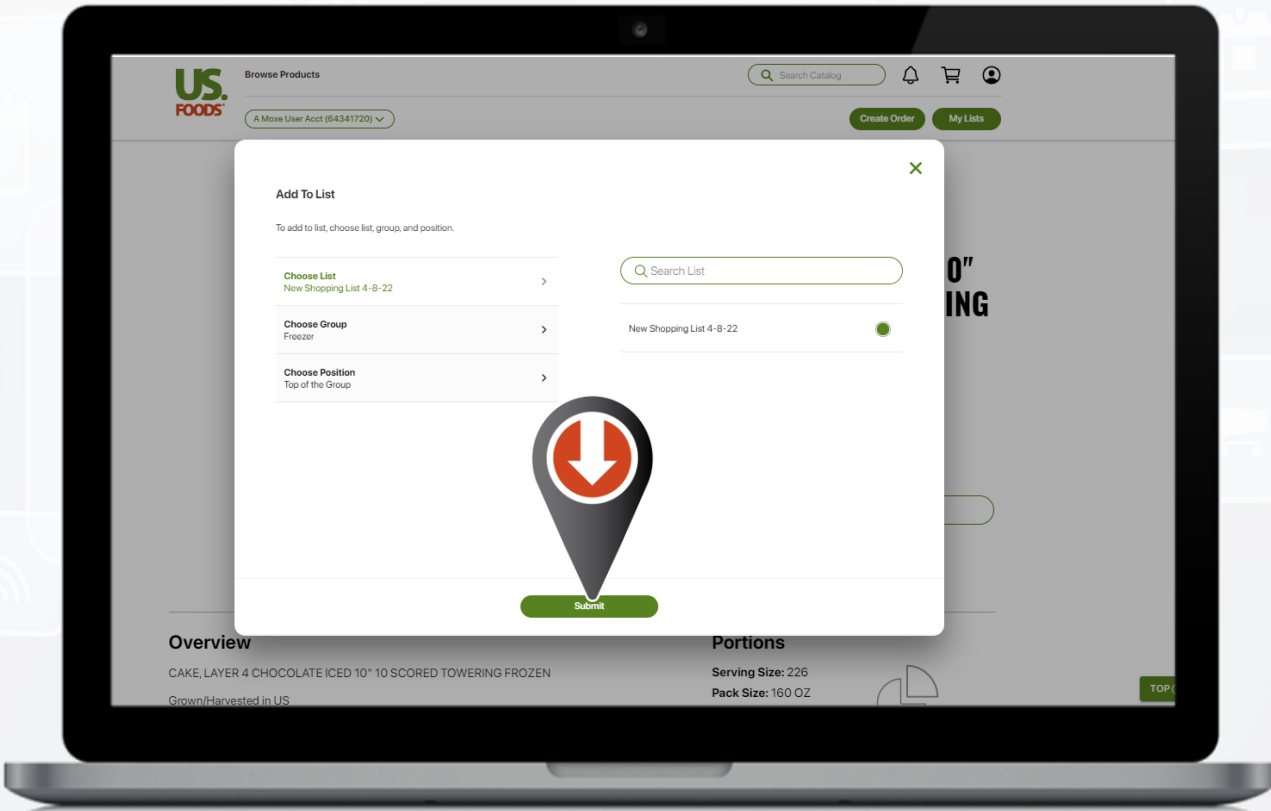 US.
FOODS
Browse Products
Search Catalog
A Moxe User Acct (64341720)
Create Order
My Lists
Add To List
To add to list, choose list, group, and position.
Choose List
New Shopping List 4-8-22
Choose Group
Freezer
Choose Position
Top of the Group
Search List
New Shopping List 4-8-22
0"
ING
Submit
Overview
CAKE, LAYER 4 CHOCOLATE ICED 10" 10 SCORED TOWERING FROZEN
Grown/Harvested in US
Portions
Serving Size: 226
Pack Size: 160 OZ
TOP (